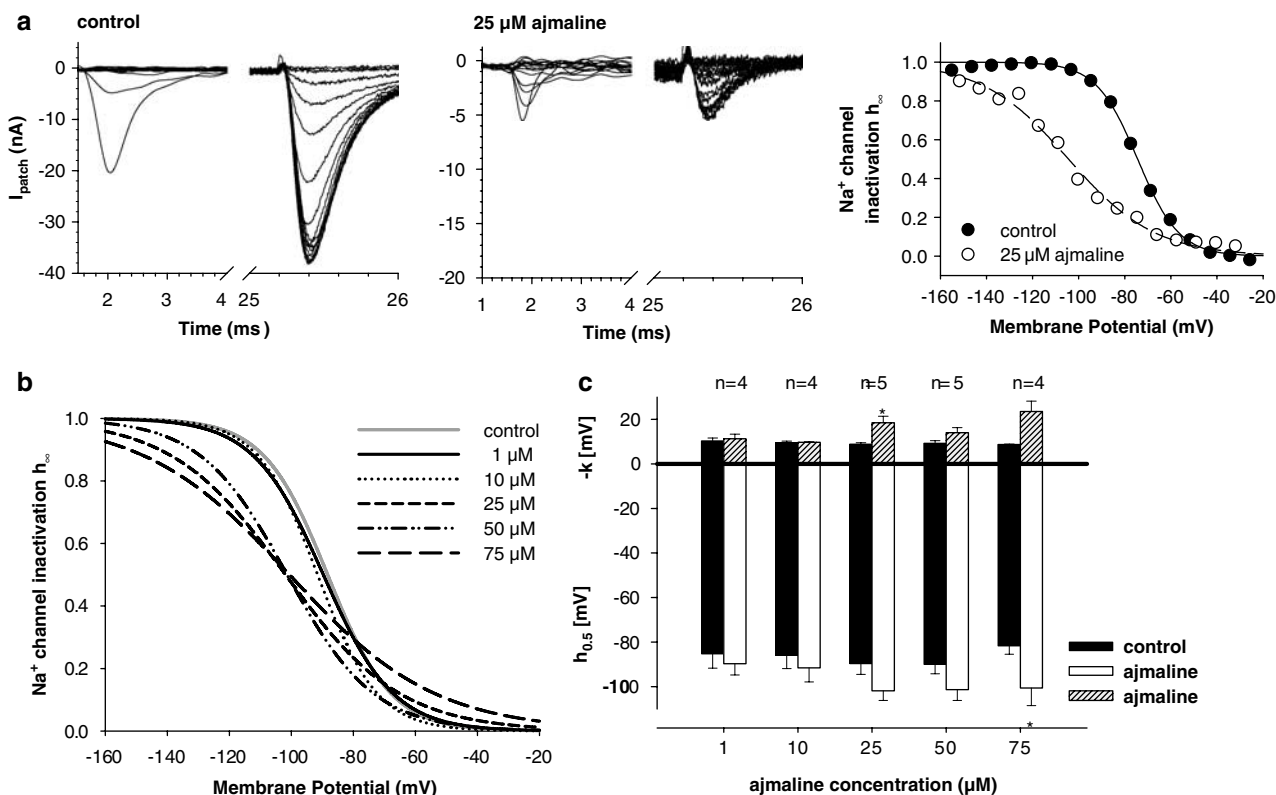 a
control
25 µM ajmaline
I_patch (nA)
0
-10
-20
-30
-40
2
3
4
25
26
Time (ms)
0
-5
-10
-15
-20
1
2
3
4
25
26
Time (ms)
Na+ channel
inactivation h∞
1.0
0.8
0.6
0.4
0.2
0.0
control
25 µM ajmaline
-160
-140
-120
-100
-80
-60
-40
-20
Membrane Potential (mV)
b
Na+ channel inactivation h∞
1.0
0.8
0.6
0.4
0.2
0.0
control
1 µM
10 µM
25 µM
50 µM
75 µM
-160
-140
-120
-100
-80
-60
-40
-20
Membrane Potential (mV)
c
n=4
n=4
n=5
n=5
n=4
-k [mV]
h0.5 [mV]
20
0
-20
-40
-60
-80
-100
*
*
control
ajmaline
ajmaline
1
10
25
50
75
ajmaline concentration (µM)